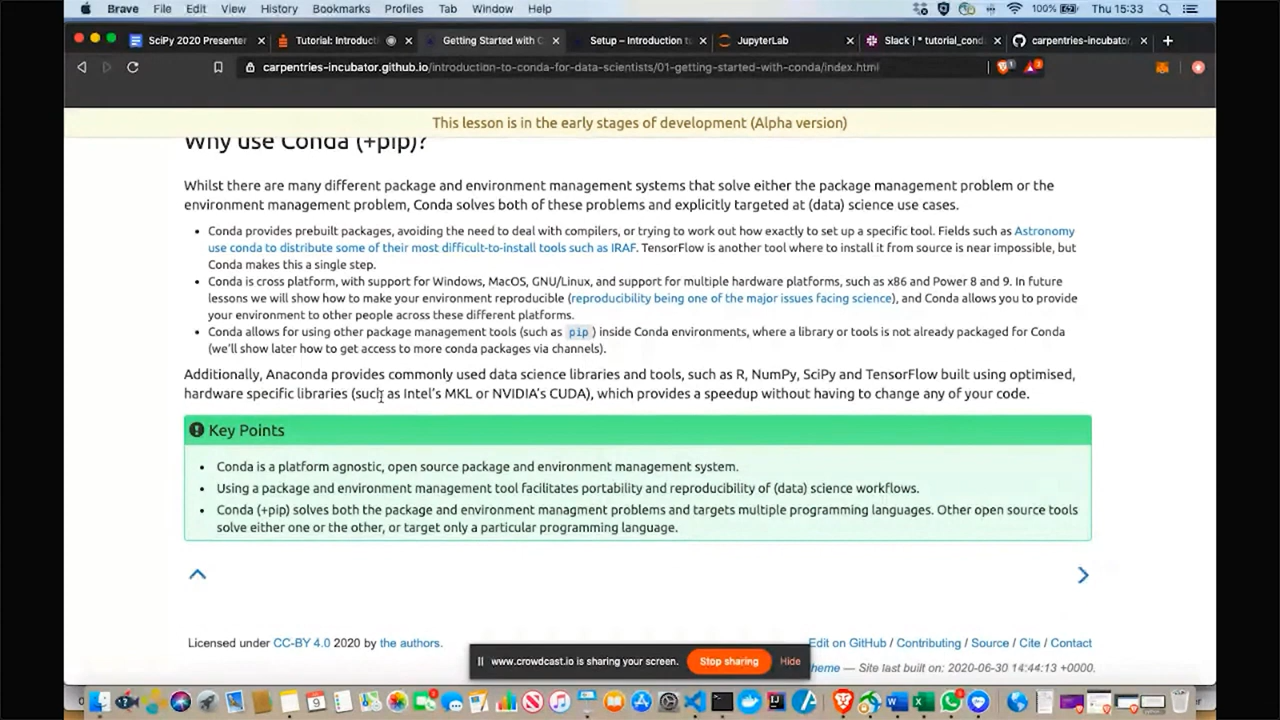 Brave File Edit View History Bookmarks Profiles Tab Window Help 100% Thu 15:33
SciPy 2020 Presenter Tutorial: Introducti Getting Started with C Setup – Introduction to JupyterLab Slack | * tutorial_cond carpentries-incubator
carpentries-incubator.github.io/introduction-to-conda-for-data-scientists/01-getting-started-with-conda/index.html
This lesson is in the early stages of development (Alpha version)
Why use Conda (+pip)?
Whilst there are many different package and environment management systems that solve either the package management problem or the
environment management problem, Conda solves both of these problems and explicitly targeted at (data) science use cases.
• Conda provides prebuilt packages, avoiding the need to deal with compilers, or trying to work out how exactly to set up a specific tool. Fields such as Astronomy
use conda to distribute some of their most difficult-to-install tools such as IRAF. TensorFlow is another tool where to install it from source is near impossible, but
Conda makes this a single step.
• Conda is cross platform, with support for Windows, MacOS, GNU/Linux, and support for multiple hardware platforms, such as x86 and Power 8 and 9. In future
lessons we will show how to make your environment reproducible (reproducibility being one of the major issues facing science), and Conda allows you to provide
your environment to other people across these different platforms.
• Conda allows for using other package management tools (such as pip ) inside Conda environments, where a library or tools is not already packaged for Conda
(we'll show later how to get access to more conda packages via channels).
Additionally, Anaconda provides commonly used data science libraries and tools, such as R, NumPy, SciPy and TensorFlow built using optimised,
hardware specific libraries (such as Intel's MKL or NVIDIA's CUDA), which provides a speedup without having to change any of your code.
Key Points
• Conda is a platform agnostic, open source package and environment management system.
• Using a package and environment management tool facilitates portability and reproducibility of (data) science workflows.
• Conda (+pip) solves both the package and environment managment problems and targets multiple programming languages. Other open source tools
solve either one or the other, or target only a particular programming language.
Licensed under CC-BY 4.0 2020 by the authors. Edit on GitHub / Contributing / Source / Cite / Contact
www.crowdcast.io is sharing your screen. Stop sharing Hide
heme — Site last built on: 2020-06-30 14:44:13 +0000.